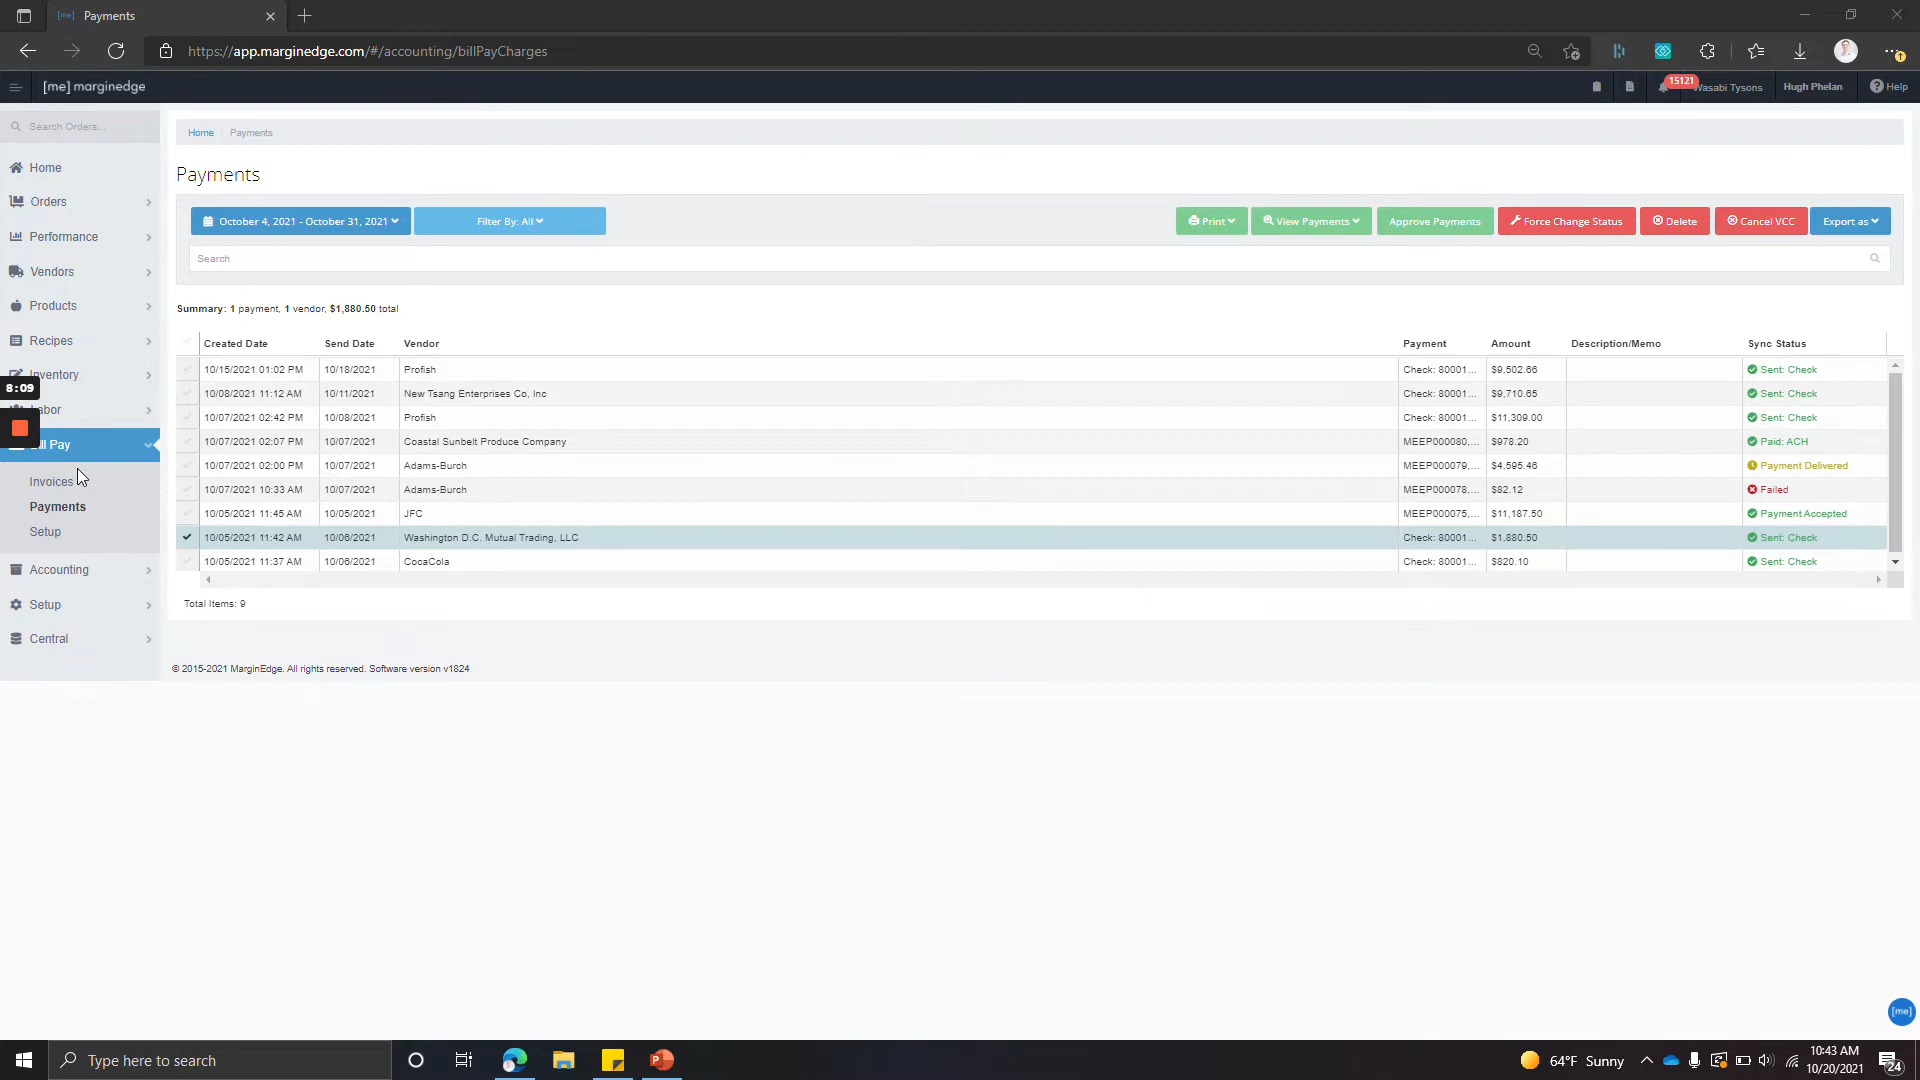 [me] Payments
https://app.marginedge.com/#/accounting/billPayCharges
[me] marginedge
15121
Wasabi Tysons
Hugh Phelan
Help
Search Orders...
Home
Orders
Performance
Vendors
Products
Recipes
Inventory
8:09
Labor
Bill Pay
Invoices
Payments
Setup
Accounting
Setup
Central
Home / Payments
Payments
October 4, 2021 - October 31, 2021
Filter By: All
Print
View Payments
Approve Payments
Force Change Status
Delete
Cancel VCC
Export as
Search
Summary: 1 payment, 1 vendor, $1,880.50 total
Created Date Send Date Vendor Payment Amount Description/Memo Sync Status
10/15/2021 01:02 PM 10/18/2021 Profish Check: 80001... $9,502.66 Sent: Check
10/08/2021 11:12 AM 10/11/2021 New Tsang Enterprises Co, Inc Check: 80001... $9,710.65 Sent: Check
10/07/2021 02:42 PM 10/08/2021 Profish Check: 80001... $11,309.00 Sent: Check
10/07/2021 02:07 PM 10/07/2021 Coastal Sunbelt Produce Company MEEP000080,... $978.20 Paid: ACH
10/07/2021 02:00 PM 10/07/2021 Adams-Burch MEEP000079,... $4,595.46 Payment Delivered
10/07/2021 10:33 AM 10/07/2021 Adams-Burch MEEP000078,... $82.12 Failed
10/05/2021 11:45 AM 10/05/2021 JFC MEEP000075,... $11,187.50 Payment Accepted
10/05/2021 11:42 AM 10/06/2021 Washington D.C. Mutual Trading, LLC Check: 80001... $1,880.50 Sent: Check
10/05/2021 11:37 AM 10/06/2021 CocaCola Check: 80001... $820.10 Sent: Check
Total Items: 9
© 2015-2021 MarginEdge. All rights reserved. Software version v1824
[me]
Type here to search
64°F Sunny
10:43 AM
10/20/2021
24